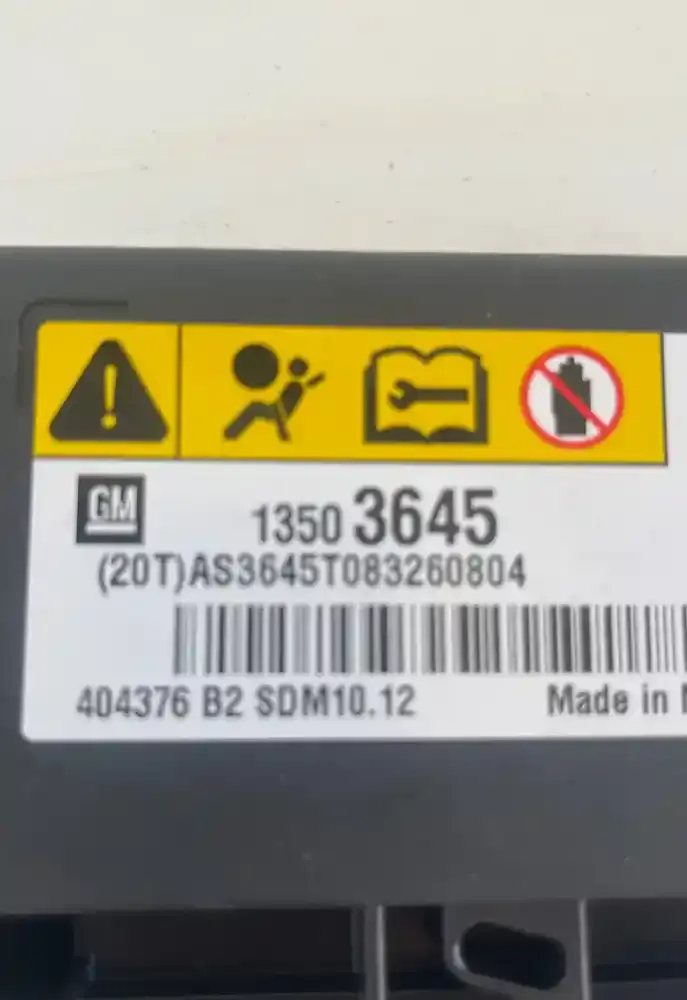 GM
1350 3645
(20T)AS3645T083260804
404376 B2 SDM10.12 Made in